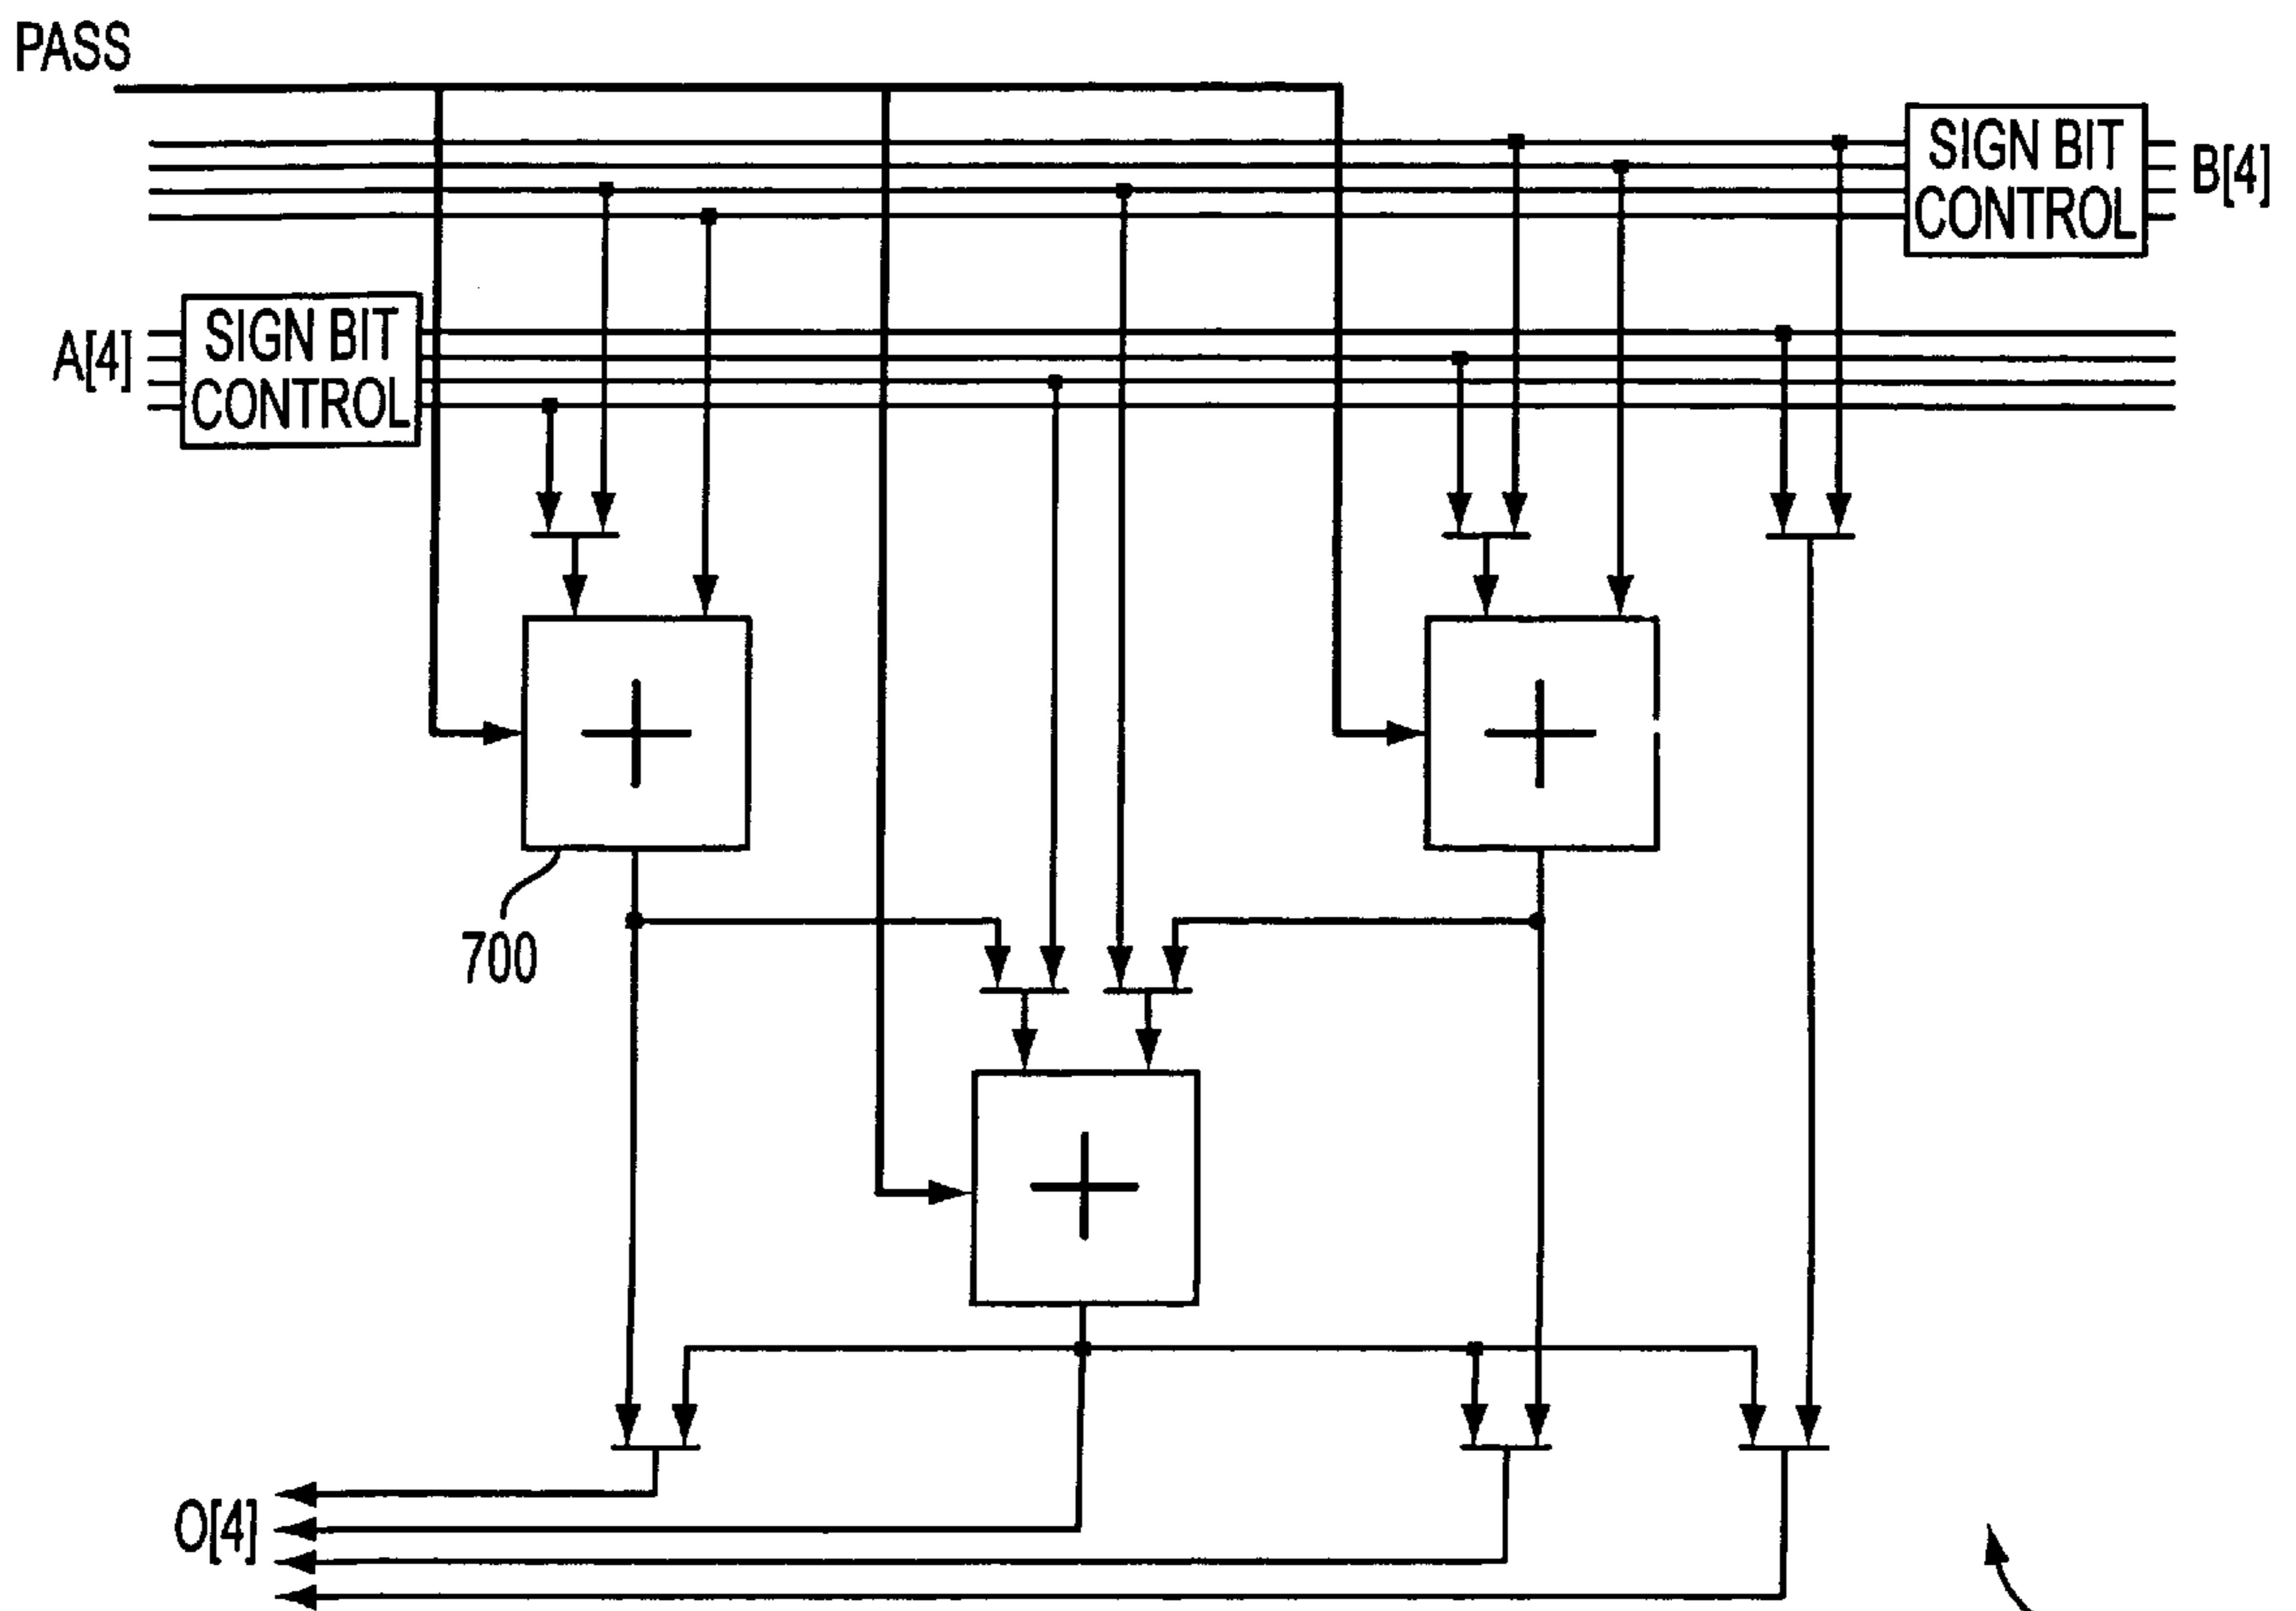 PASS
SIGN BIT
CONTROL
B[4]
A[4]
SIGN BIT
CONTROL
700
O[4]